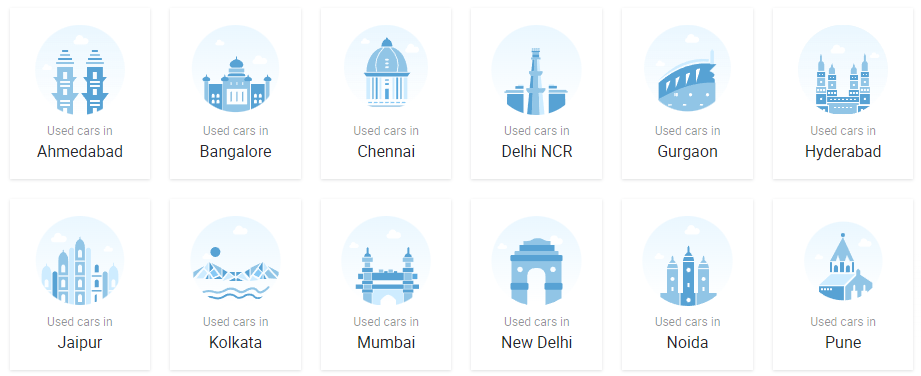 Used cars in
Ahmedabad
Used cars in
Bangalore
Used cars in
Chennai
Used cars in
Delhi NCR
Used cars in
Gurgaon
Used cars in
Hyderabad
Used cars in
Jaipur
Used cars in
Kolkata
Used cars in
Mumbai
Used cars in
New Delhi
Used cars in
Noida
Used cars in
Pune